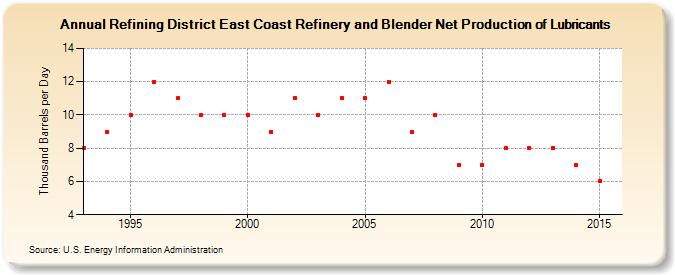 Annual Refining District East Coast Refinery and Blender Net Production of Lubricants
Thousand Barrels per Day
14
12
10
8
6
4
1995 2000 2005 2010 2015
Source: U.S. Energy Information Administration